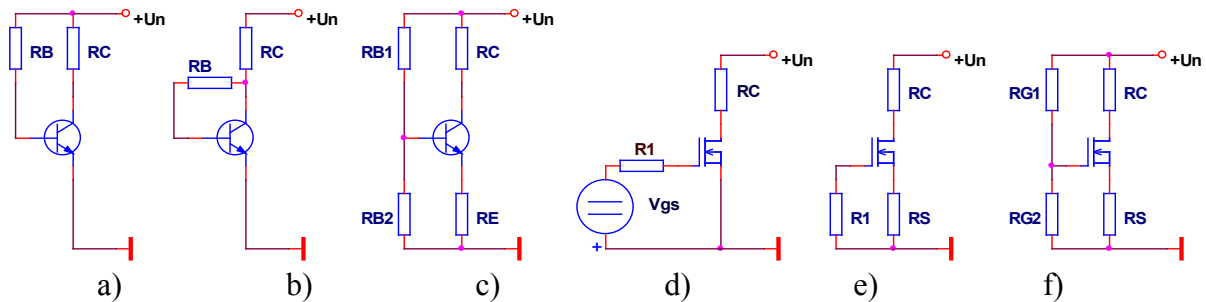 +Un
RB
RC
a)
+Un
RC
RB
b)
+Un
RB1
RC
RB2
RE
c)
+Un
RC
R1
Vgs
+
d)
+Un
RC
R1
RS
e)
+Un
RG1
RC
RG2
RS
f)